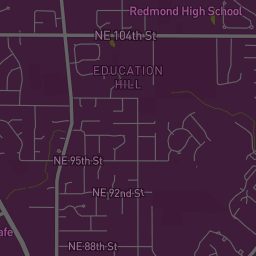 Redmond High School
NE 104th St
EDUCATION
HILL
NE 95th St
NE 92nd St
NE 88th St